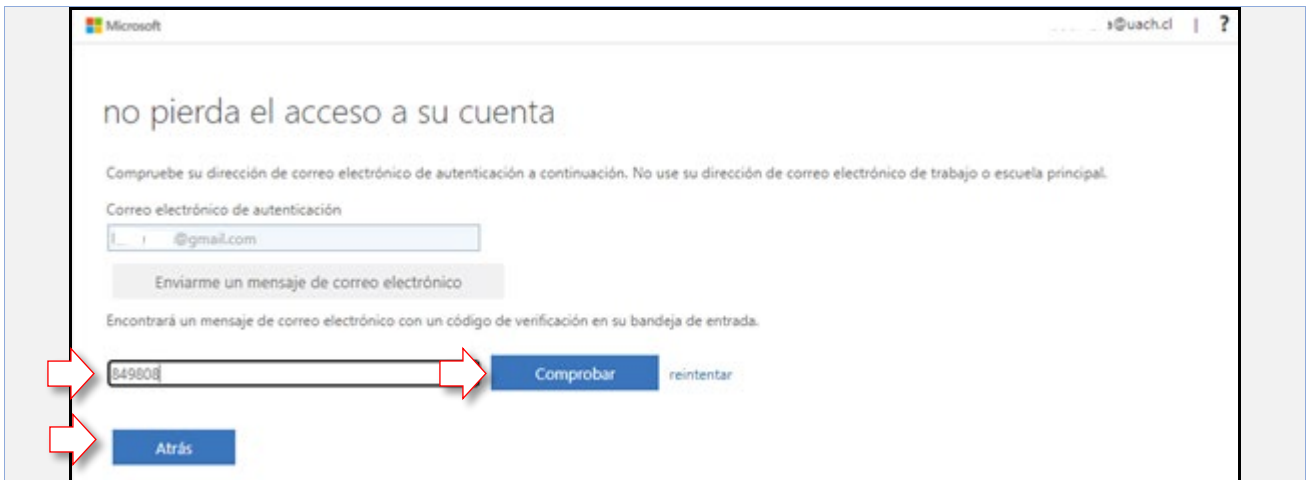 Microsoft
@uach.cl | ?
no pierda el acceso a su cuenta
Compruebe su dirección de correo electrónico de autenticación a continuación. No use su dirección de correo electrónico de trabajo o escuela principal.
Correo electrónico de autenticación
@gmail.com
Enviarme un mensaje de correo electrónico
Encontrará un mensaje de correo electrónico con un código de verificación en su bandeja de entrada.
849808 Comprobar reintentar
Atrás